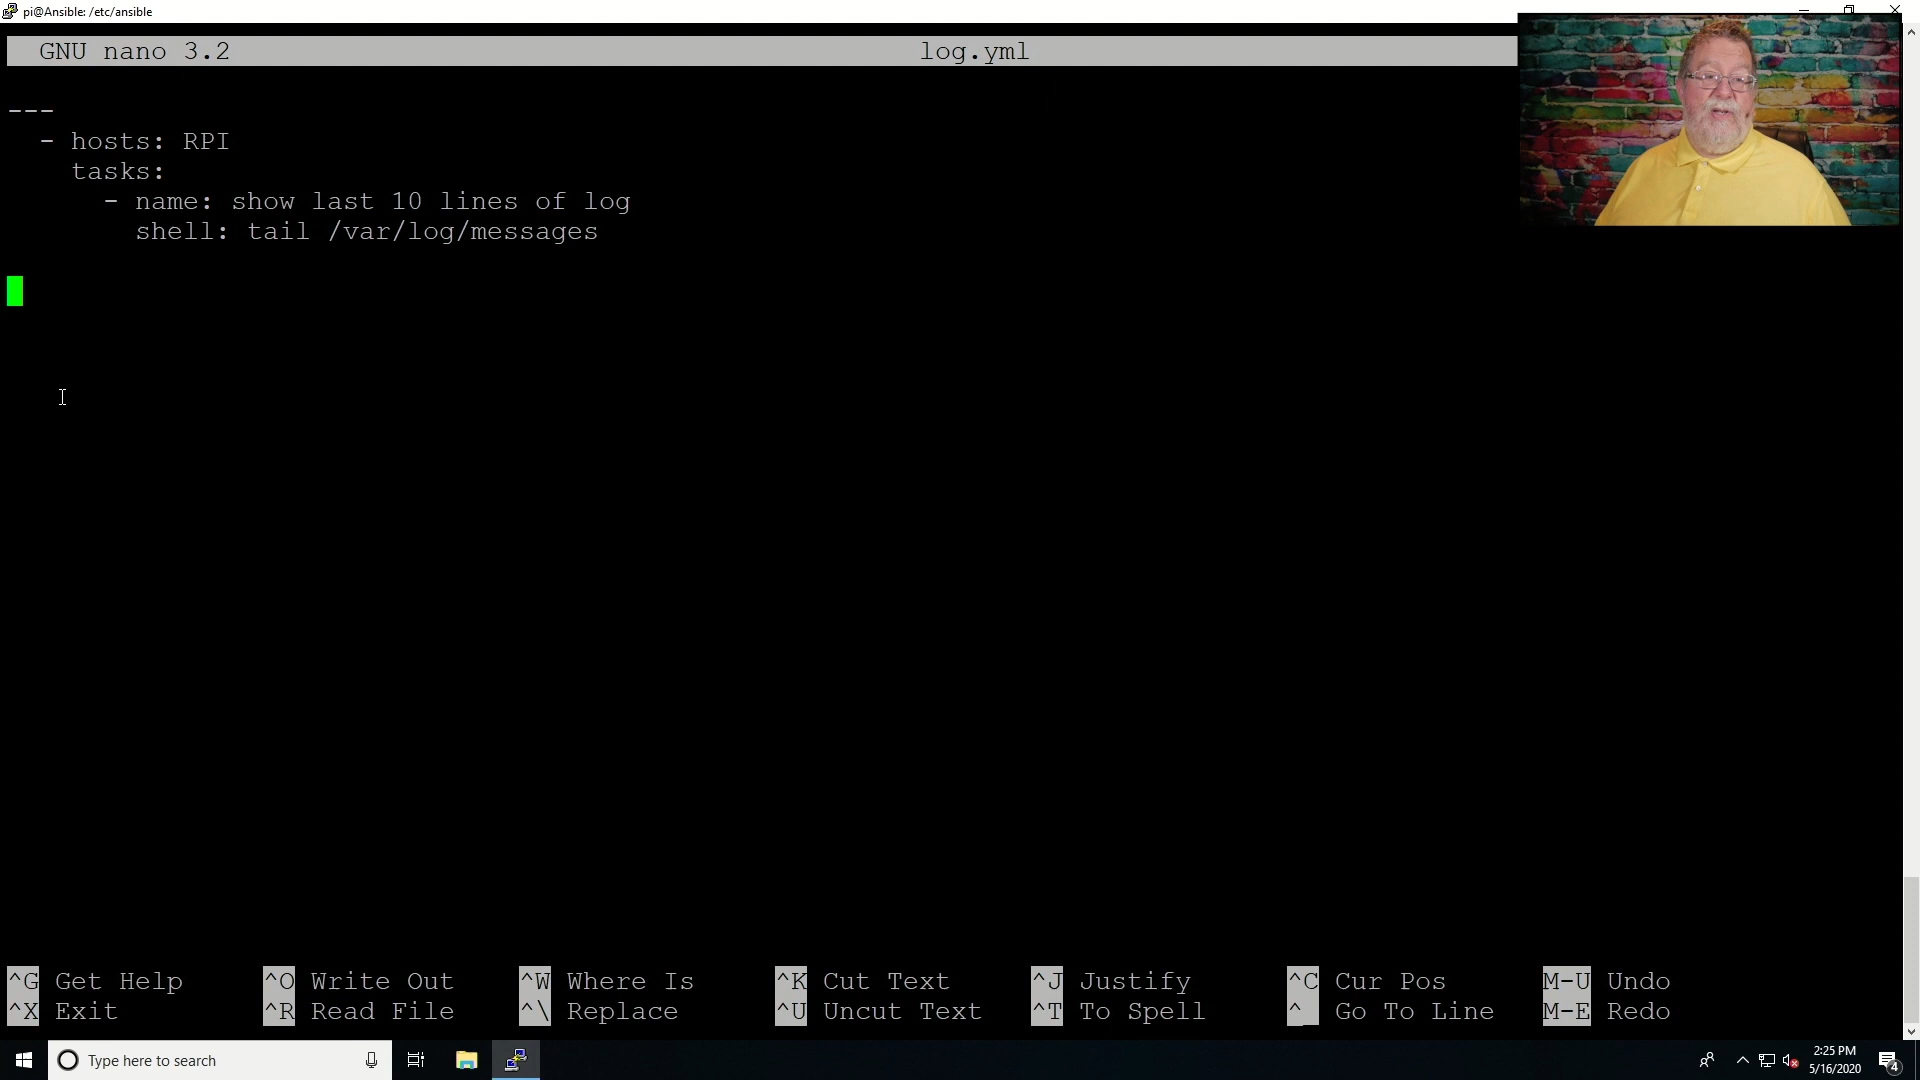 pi@Ansible: /etc/ansible
GNU nano 3.2 log.yml
---
- hosts: RPI
tasks:
- name: show last 10 lines of log
shell: tail /var/log/messages
^G Get Help ^O Write Out ^W Where Is ^K Cut Text ^J Justify ^C Cur Pos M-U Undo
^X Exit ^R Read File ^\ Replace ^U Uncut Text ^T To Spell ^_ Go To Line M-E Redo
Type here to search
2:25 PM
5/16/2020
4